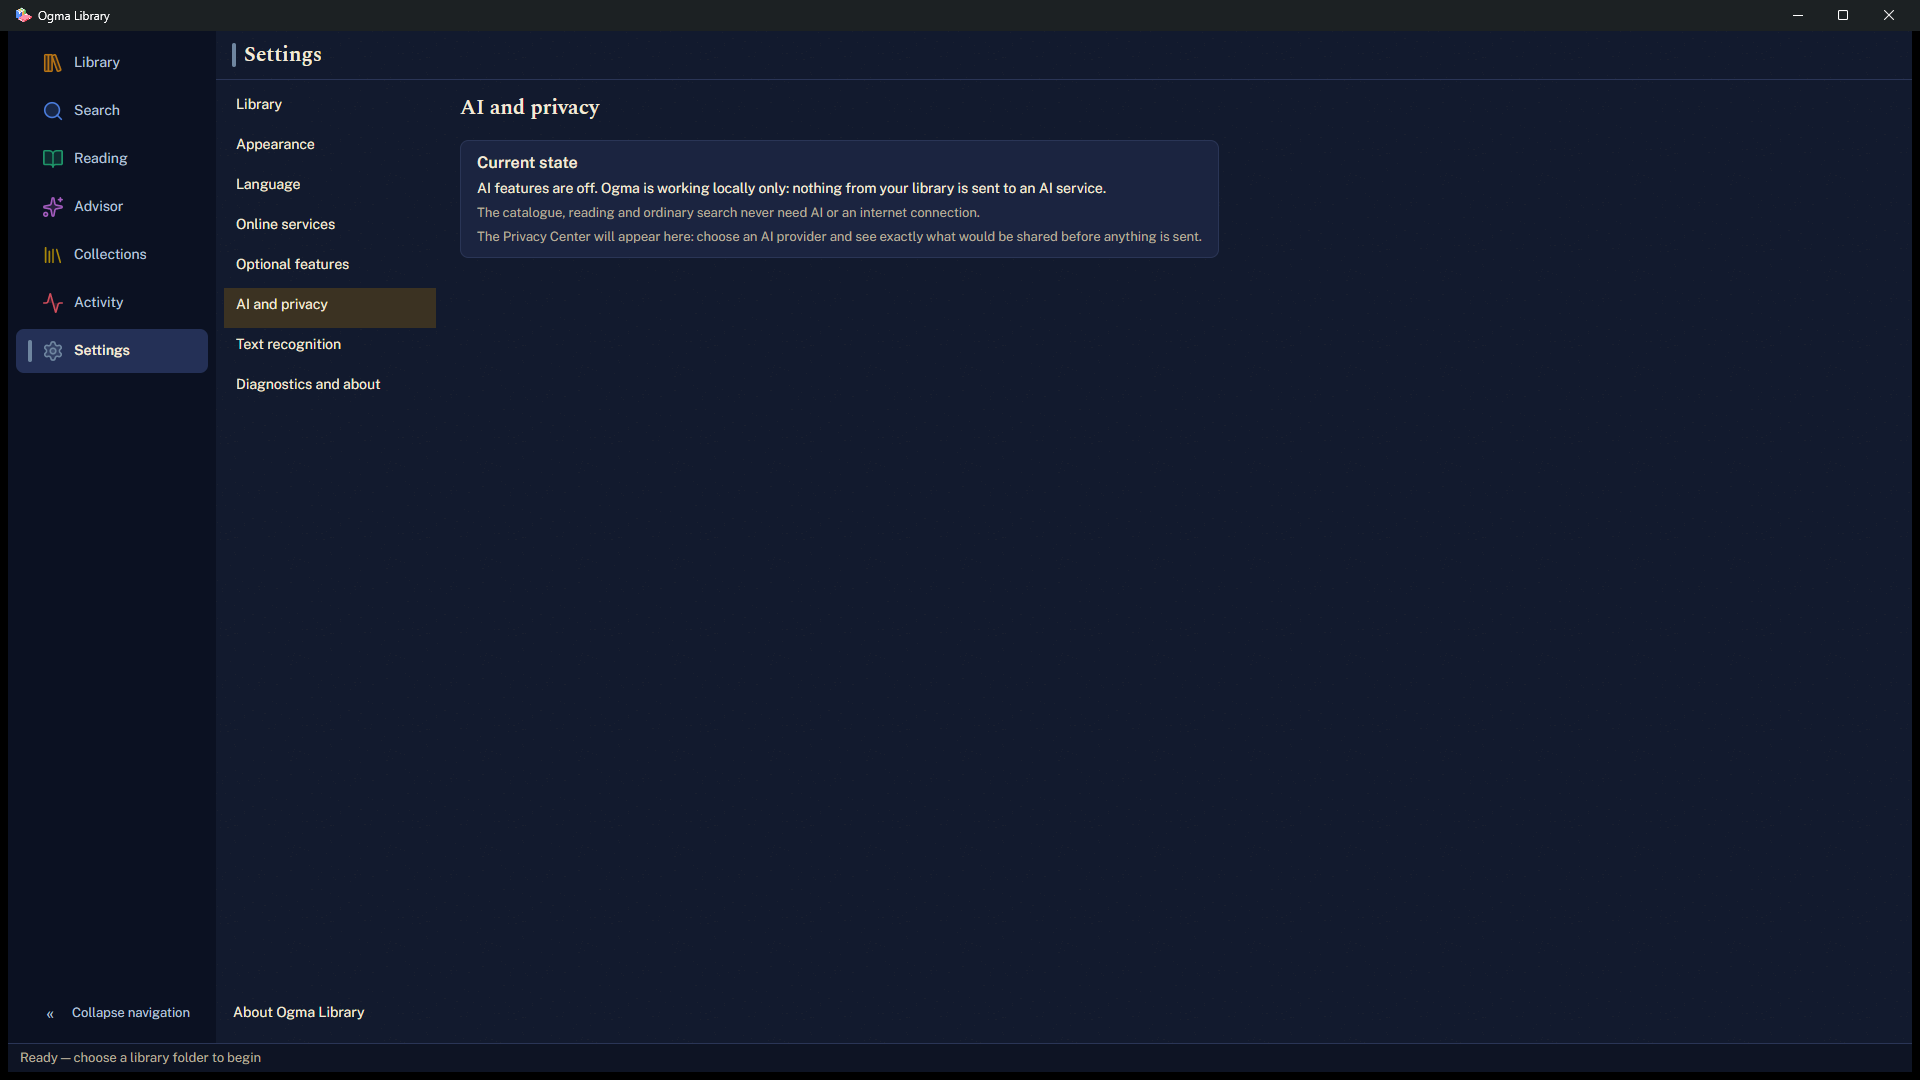 Ogma Library
Library
Search
Reading
Advisor
Collections
Activity
Settings
« Collapse navigation
Settings
Library
Appearance
Language
Online services
Optional features
AI and privacy
Text recognition
Diagnostics and about
About Ogma Library
AI and privacy
Current state
AI features are off. Ogma is working locally only: nothing from your library is sent to an AI service.
The catalogue, reading and ordinary search never need AI or an internet connection.
The Privacy Center will appear here: choose an AI provider and see exactly what would be shared before anything is sent.
Ready — choose a library folder to begin